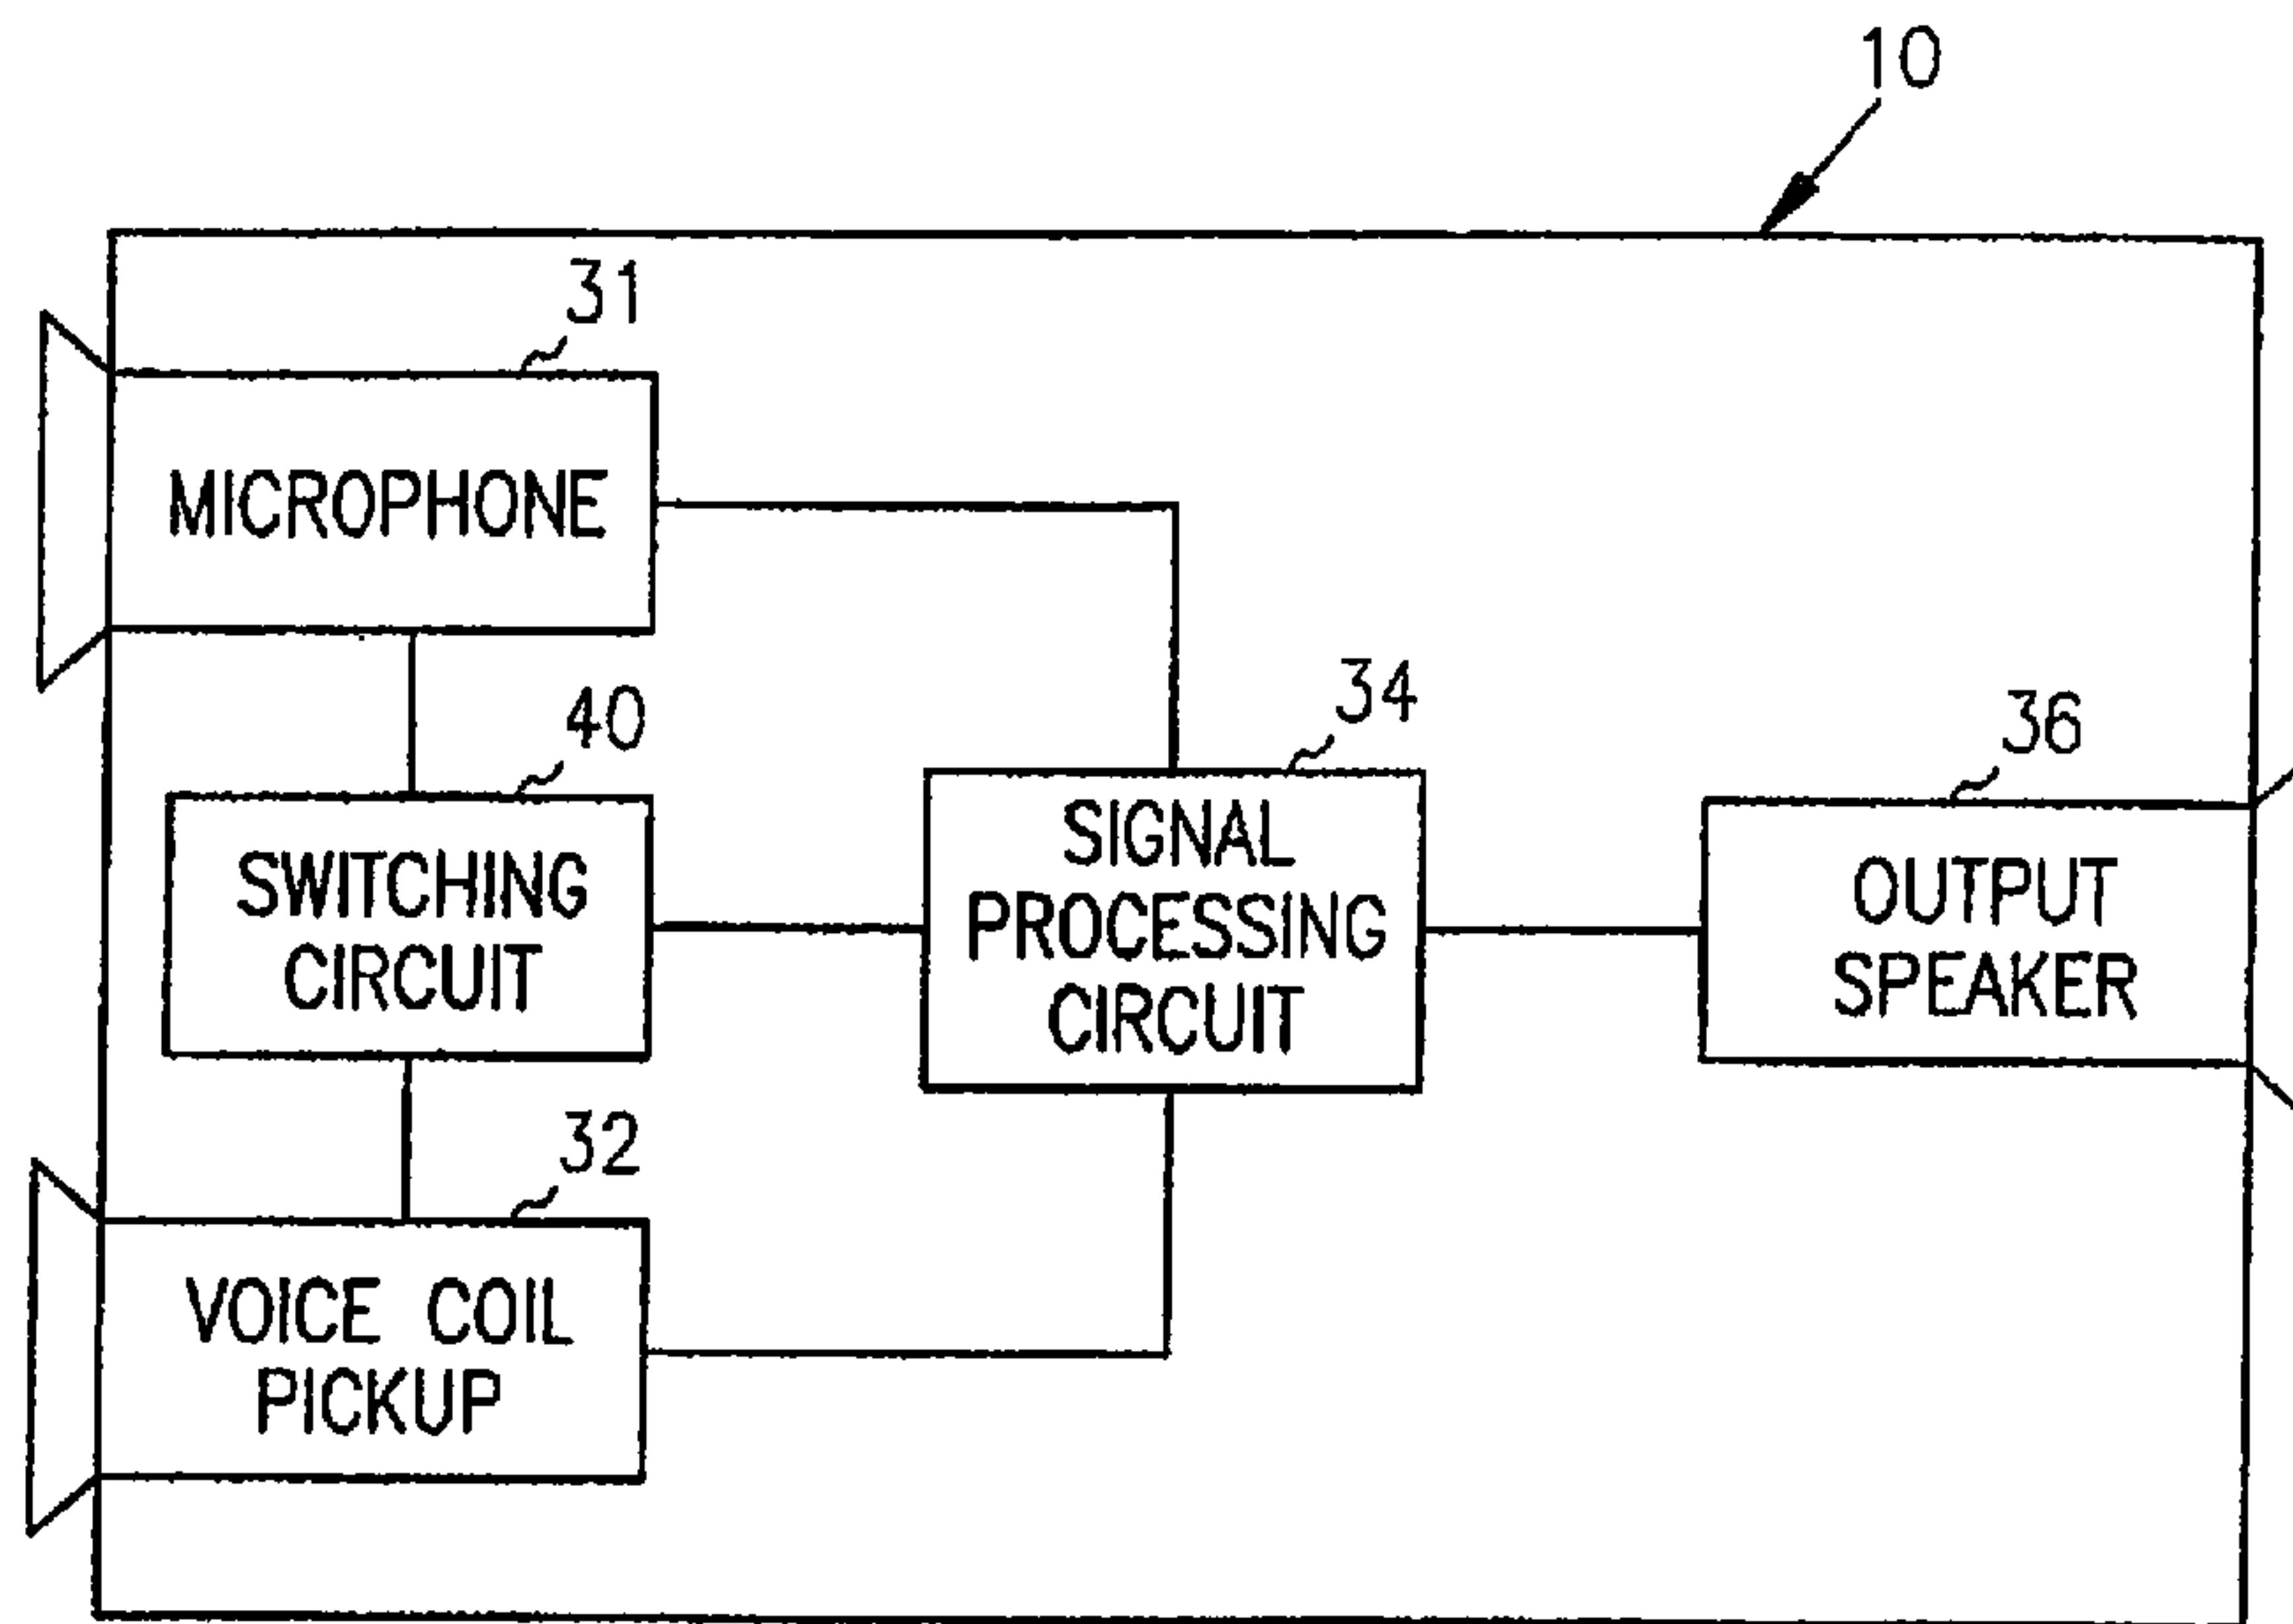 10
31
MICROPHONE
40
SWITCHING
CIRCUIT
34
SIGNAL
PROCESSING
CIRCUIT
36
OUTPUT
SPEAKER
32
VOICE COIL
PICKUP